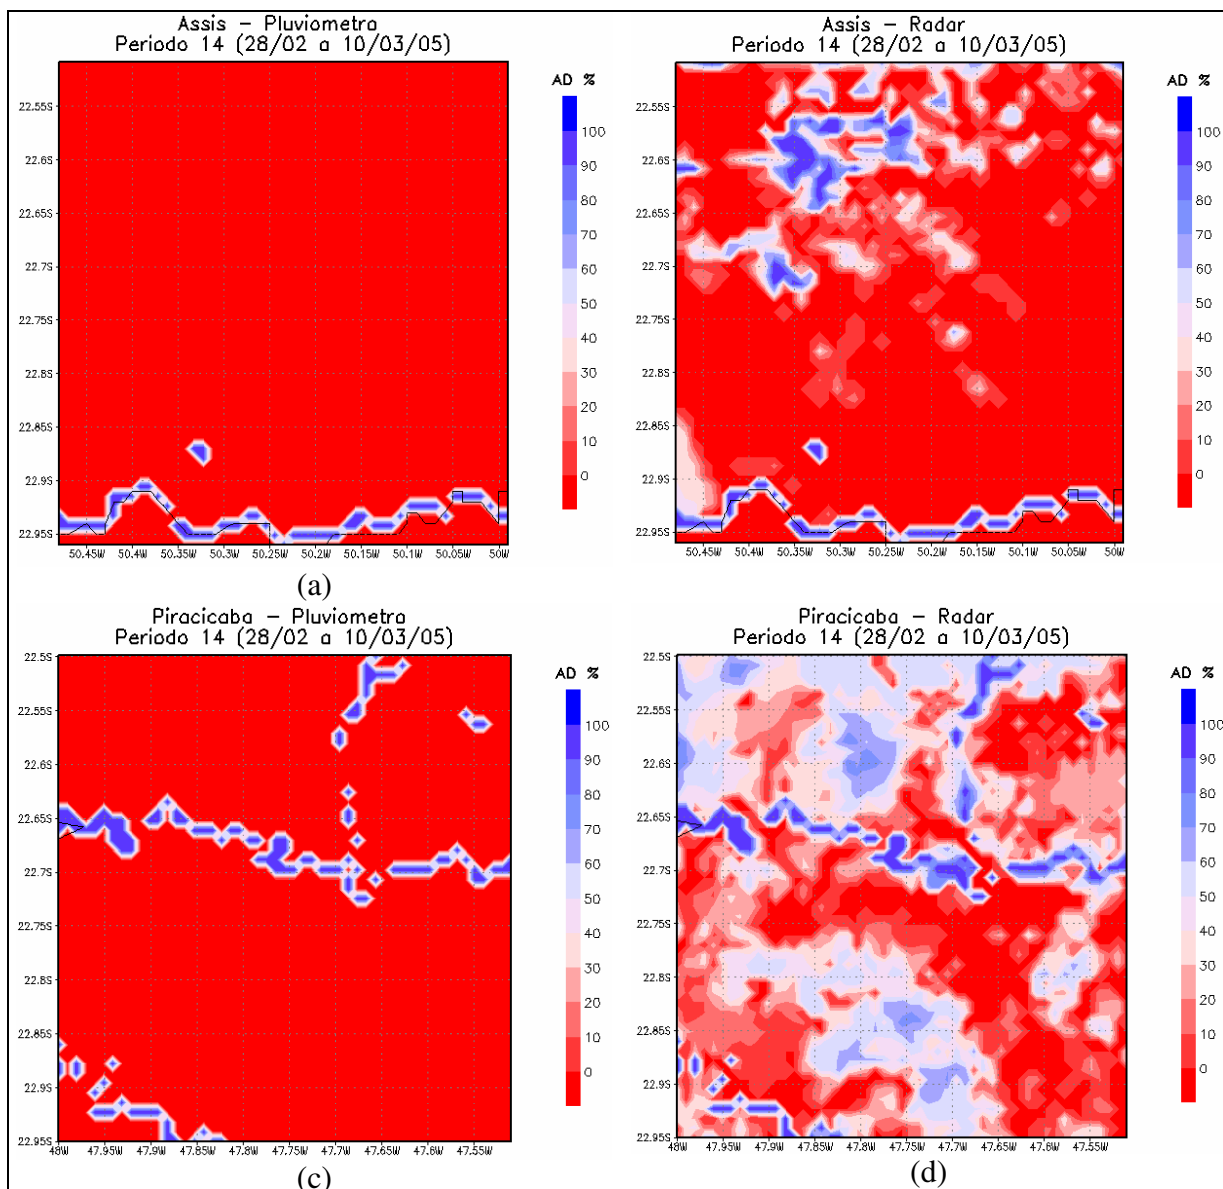 Assis – Pluviometra
Periodo 14 (28/02 a 10/03/05)
AD %
100
90
80
70
60
50
40
30
20
10
0
22.55S
22.6S
22.65S
22.7S
22.75S
22.8S
22.85S
22.9S
22.95S
50.45W 50.4W 50.35W 50.3W 50.25W 50.2W 50.15W 50.1W 50.05W 50W
(a)
Assis – Radar
Periodo 14 (28/02 a 10/03/05)
AD %
100
90
80
70
60
50
40
30
20
10
0
22.55S
22.6S
22.65S
22.7S
22.75S
22.8S
22.85S
22.9S
22.95S
50.45W 50.4W 50.35W 50.3W 50.25W 50.2W 50.15W 50.1W 50.05W 50W
Piracicaba – Pluviometra
Periodo 14 (28/02 a 10/03/05)
AD %
100
90
80
70
60
50
40
30
20
10
0
22.5S
22.55S
22.6S
22.65S
22.7S
22.75S
22.8S
22.85S
22.9S
22.95S
48W 47.95W 47.9W 47.85W 47.8W 47.75W 47.7W 47.65W 47.6W 47.55W
(c)
Piracicaba – Radar
Periodo 14 (28/02 a 10/03/05)
AD %
100
90
80
70
60
50
40
30
20
10
0
22.5S
22.55S
22.6S
22.65S
22.7S
22.75S
22.8S
22.85S
22.9S
22.95S
48W 47.95W 47.9W 47.85W 47.8W 47.75W 47.7W 47.65W 47.6W 47.55W
(d)